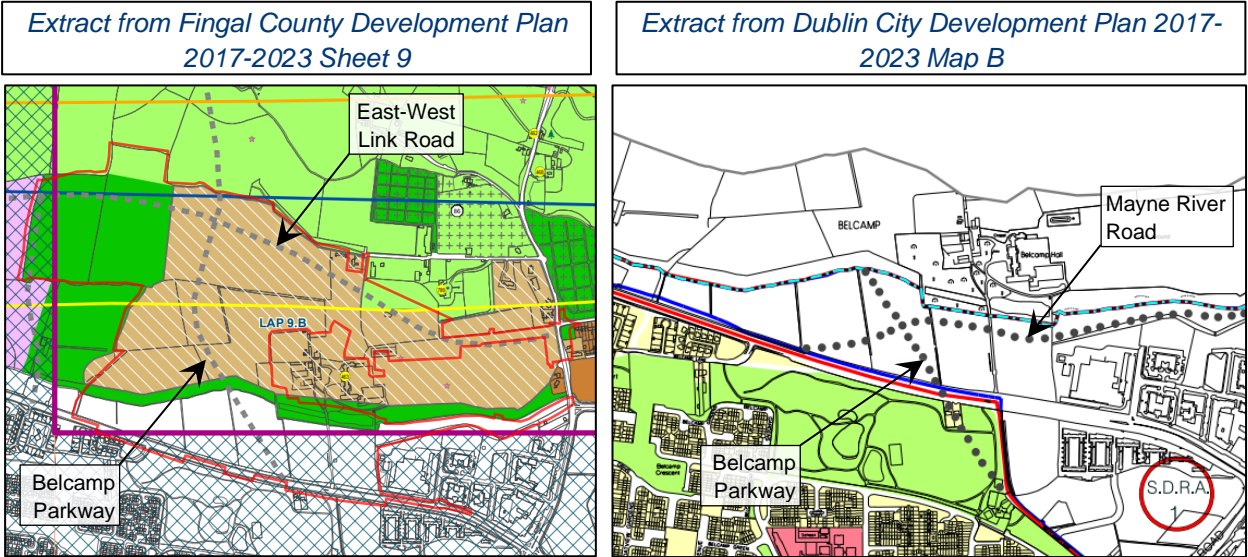 Extract from Fingal County Development Plan
2017-2023 Sheet 9
Extract from Dublin City Development Plan 2017-
2023 Map B
East-West
Link Road
LAP 9.B
Belcamp
Parkway
Mayne River
Road
BELCAMP
Belcamp Hall
Belcamp
Parkway
Belcamp
Crescent
S.D.R.A.
1
ROAD